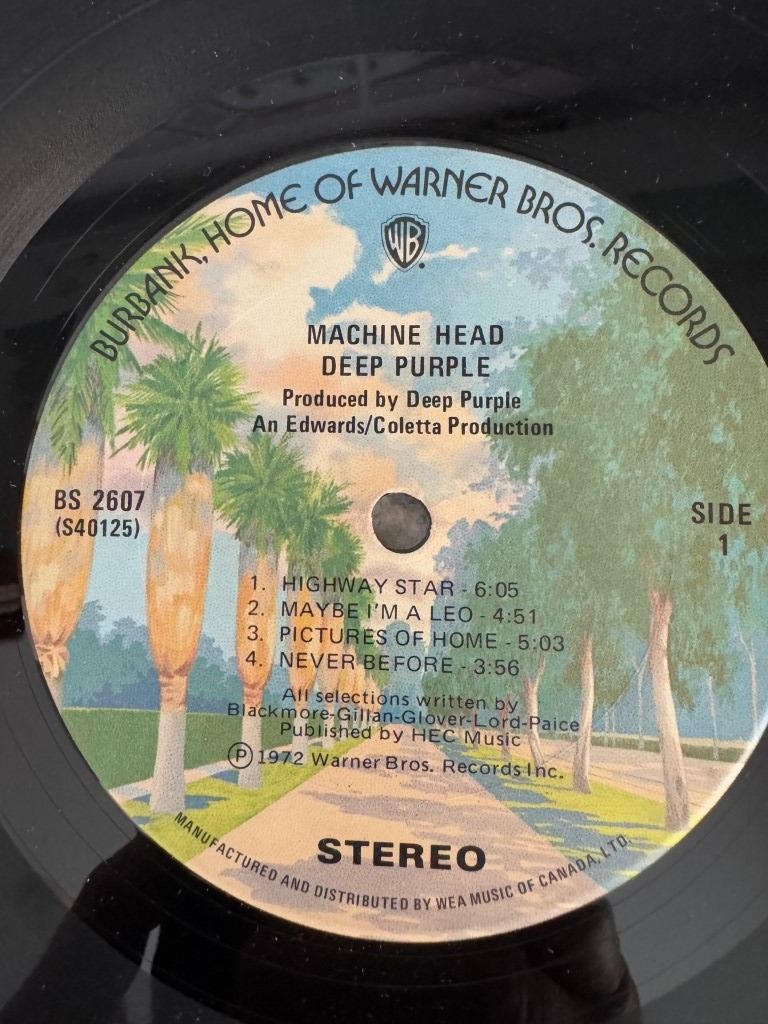 BURBANK, HOME OF WARNER BROS. RECORDS
WB
MACHINE HEAD
DEEP PURPLE
Produced by Deep Purple
An Edwards/Coletta Production
BS 2607
(S40125)
SIDE
1
1. HIGHWAY STAR - 6:05
2. MAYBE I'M A LEO - 4:51
3. PICTURES OF HOME - 5:03
4. NEVER BEFORE - 3:56
All selections written by
Blackmore-Gillan-Glover-Lord-Paice
Published by HEC Music
Ⓟ1972 Warner Bros. Records Inc.
STEREO
MANUFACTURED AND DISTRIBUTED BY WEA MUSIC OF CANADA, LTD.